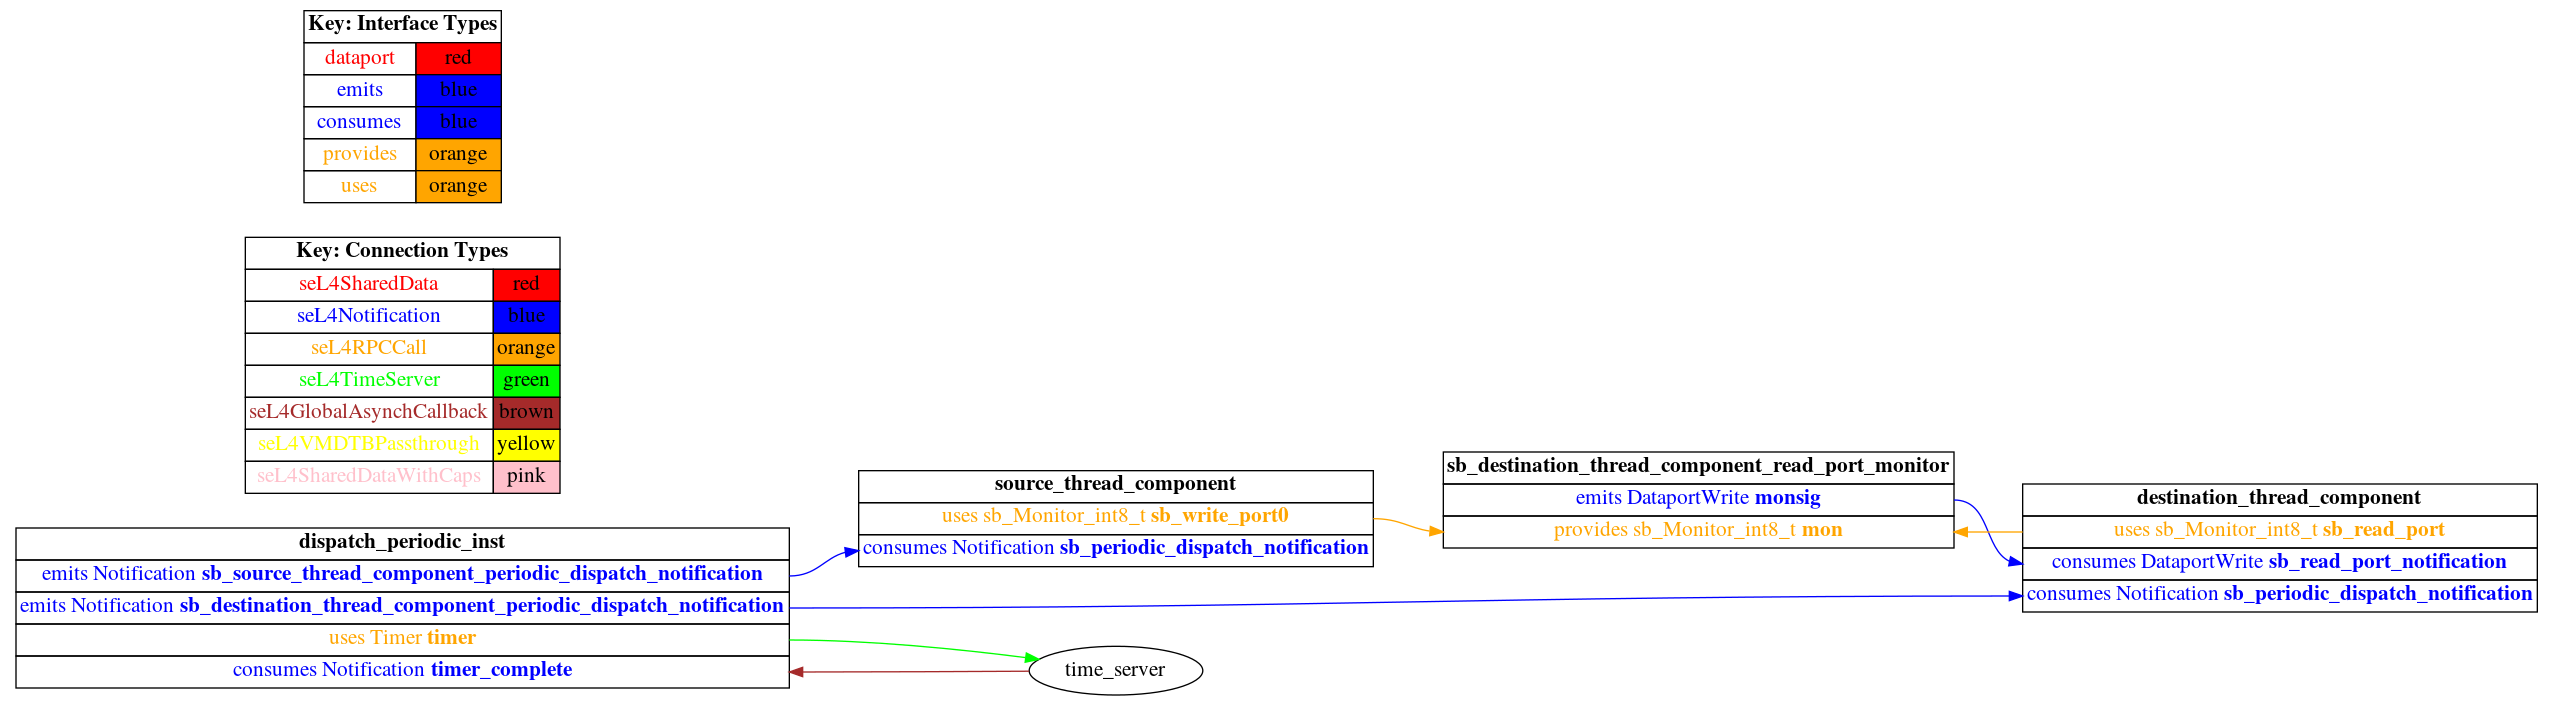 Key: Interface Types
dataport red
emits blue
consumes blue
provides orange
uses orange
Key: Connection Types
seL4SharedData red
seL4Notification blue
seL4RPCCall orange
seL4TimeServer green
seL4GlobalAsynchCallback brown
seL4VMDTBPassthrough yellow
seL4SharedDataWithCaps pink
dispatch_periodic_inst
emits Notification sb_source_thread_component_periodic_dispatch_notification
emits Notification sb_destination_thread_component_periodic_dispatch_notification
uses Timer timer
consumes Notification timer_complete
source_thread_component
uses sb_Monitor_int8_t sb_write_port0
consumes Notification sb_periodic_dispatch_notification
time_server
sb_destination_thread_component_read_port_monitor
emits DataportWrite monsig
provides sb_Monitor_int8_t mon
destination_thread_component
uses sb_Monitor_int8_t sb_read_port
consumes DataportWrite sb_read_port_notification
consumes Notification sb_periodic_dispatch_notification